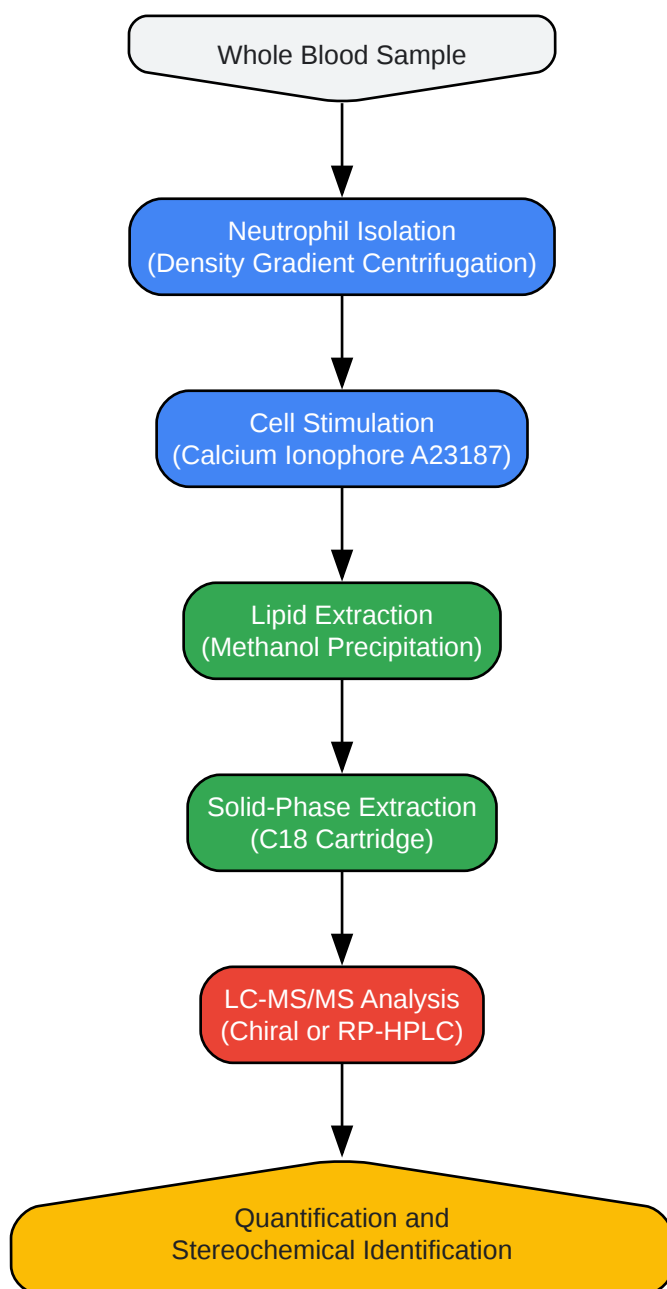 Whole Blood Sample
Neutrophil Isolation
(Density Gradient Centrifugation)
Cell Stimulation
(Calcium Ionophore A23187)
Lipid Extraction
(Methanol Precipitation)
Solid-Phase Extraction
(C18 Cartridge)
LC-MS/MS Analysis
(Chiral or RP-HPLC)
Quantification and
Stereochemical Identification